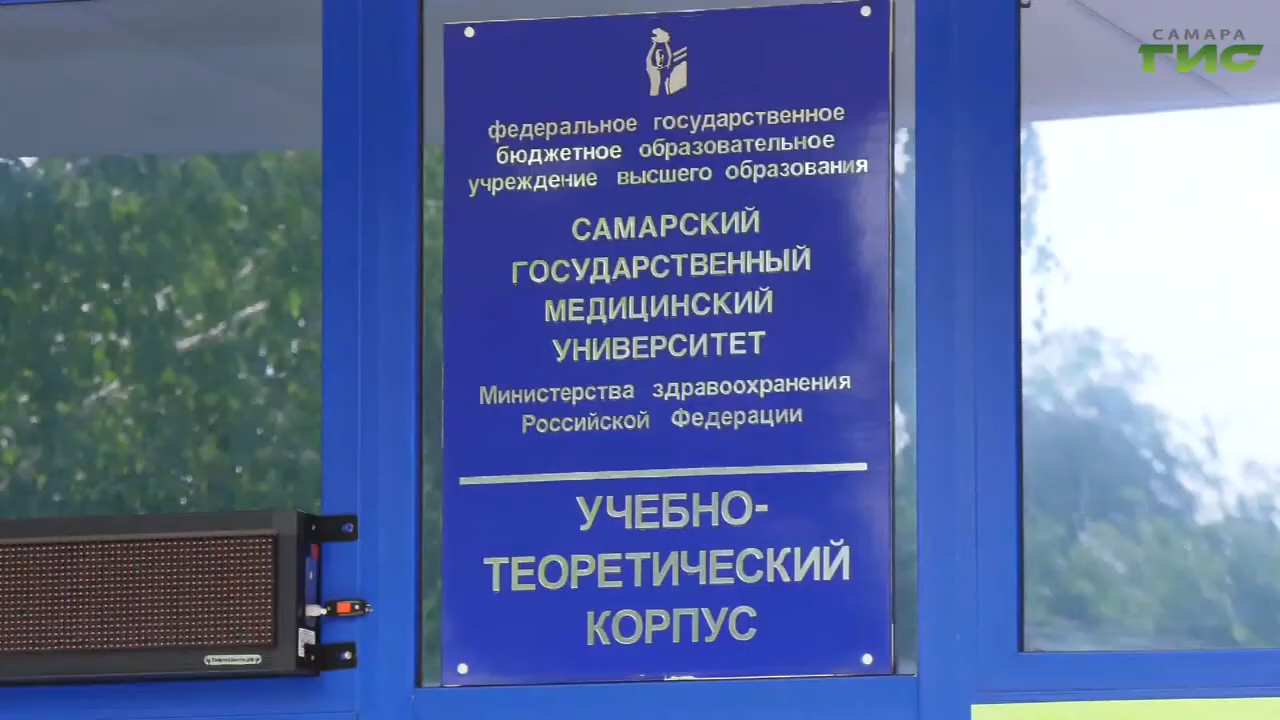 САМАРА
ГИС
федеральное государственное
бюджетное образовательное
учреждение высшего образования
САМАРСКИЙ
ГОСУДАРСТВЕННЫЙ
МЕДИЦИНСКИЙ
УНИВЕРСИТЕТ
Министерства здравоохранения
Российской Федерации
УЧЕБНО-
ТЕОРЕТИЧЕСКИЙ
КОРПУС